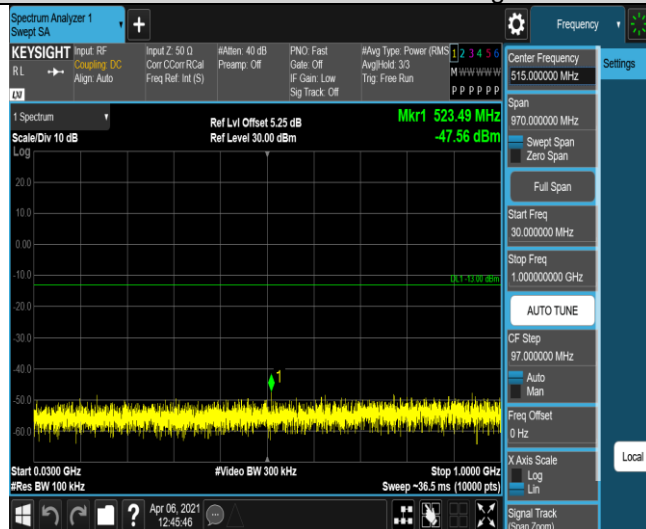 Spectrum Analyzer 1
Swept SA
Frequency
KEYSIGHT
RL
Input: RF
Coupling: DC
Align: Auto
Input Z: 50 Ω
Corr CCorr RCal
Freq Ref: Int (S)
#Atten: 40 dB
Preamp: Off
PNO: Fast
Gate: Off
IF Gain: Low
Sig Track: Off
#Avg Type: Power (RMS
Avg|Hold: 3/3
Trig: Free Run
1 2 3 4 5 6
M W W W W W
P P P P P P
LXI
1 Spectrum
Scale/Div 10 dB
Log
Ref Lvl Offset 5.25 dB
Ref Level 30.00 dBm
Mkr1 523.49 MHz
-47.56 dBm
20.0
10.0
0.00
-10.0
DL1 -13.00 dBm
-20.0
-30.0
-40.0
1
-50.0
-60.0
Start 0.0300 GHz
#Res BW 100 kHz
#Video BW 300 kHz
Stop 1.0000 GHz
Sweep ~36.5 ms (10000 pts)
Apr 06, 2021
12:45:46
Center Frequency
515.000000 MHz
Settings
Span
970.000000 MHz
Swept Span
Zero Span
Full Span
Start Freq
30.000000 MHz
Stop Freq
1.000000000 GHz
AUTO TUNE
CF Step
97.000000 MHz
Auto
Man
Freq Offset
0 Hz
X Axis Scale
Log
Lin
Local
Signal Track
(Span Zoom)